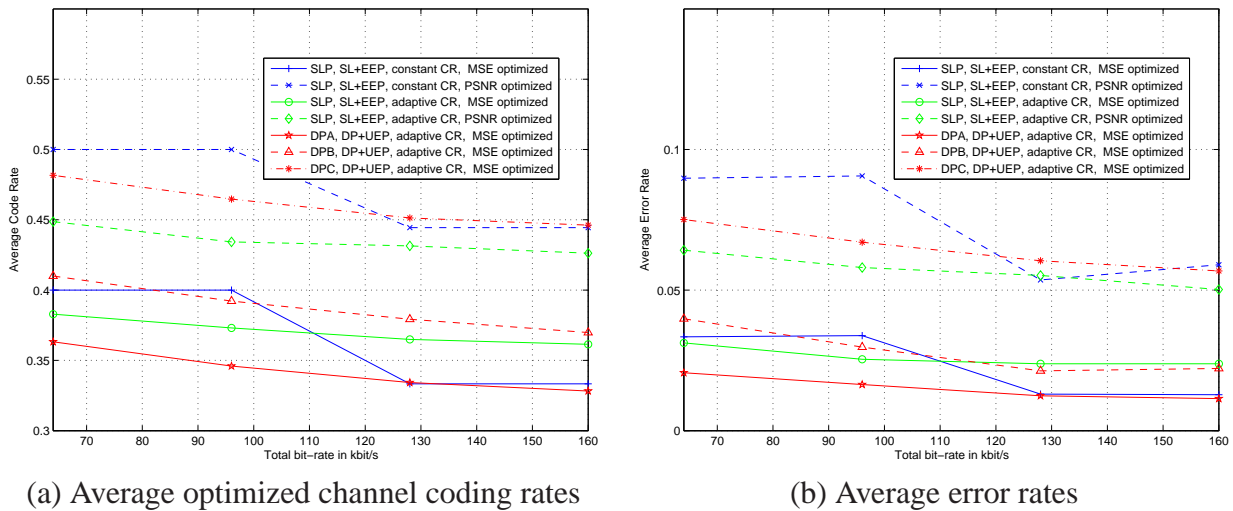 0.55
0.5
0.45
0.4
0.35
0.3
Average Code Rate
70 80 90 100 110 120 130 140 150 160
Total bit-rate in kbit/s
SLP, SL+EEP, constant CR, MSE optimized
SLP, SL+EEP, constant CR, PSNR optimized
SLP, SL+EEP, adaptive CR, MSE optimized
SLP, SL+EEP, adaptive CR, PSNR optimized
DPA, DP+UEP, adaptive CR, MSE optimized
DPB, DP+UEP, adaptive CR, MSE optimized
DPC, DP+UEP, adaptive CR, MSE optimized
(a) Average optimized channel coding rates
0.1
0.05
0
Average Error Rate
70 80 90 100 110 120 130 140 150 160
Total bit-rate in kbit/s
SLP, SL+EEP, constant CR, MSE optimized
SLP, SL+EEP, constant CR, PSNR optimized
SLP, SL+EEP, adaptive CR, MSE optimized
SLP, SL+EEP, adaptive CR, PSNR optimized
DPA, DP+UEP, adaptive CR, MSE optimized
DPB, DP+UEP, adaptive CR, MSE optimized
DPC, DP+UEP, adaptive CR, MSE optimized
(b) Average error rates